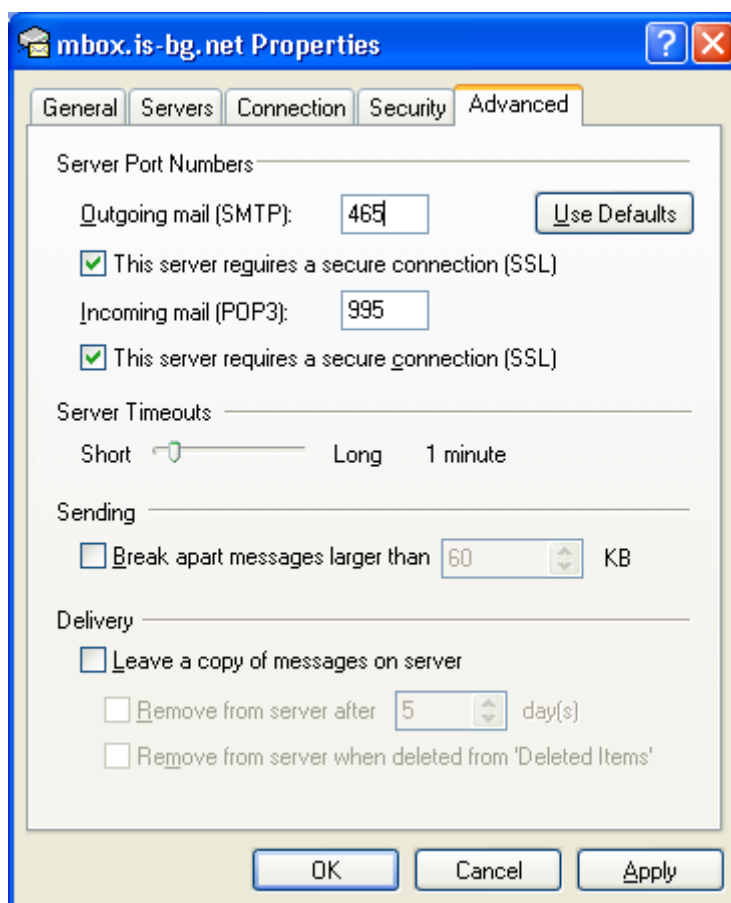 mbox.is-bg.net Properties
General Servers Connection Security Advanced
Server Port Numbers
Outgoing mail (SMTP): 465 Use Defaults
This server requires a secure connection (SSL)
Incoming mail (POP3): 995
This server requires a secure connection (SSL)
Server Timeouts
Short Long 1 minute
Sending
Break apart messages larger than 60 KB
Delivery
Leave a copy of messages on server
Remove from server after 5 day(s)
Remove from server when deleted from 'Deleted Items'
OK Cancel Apply